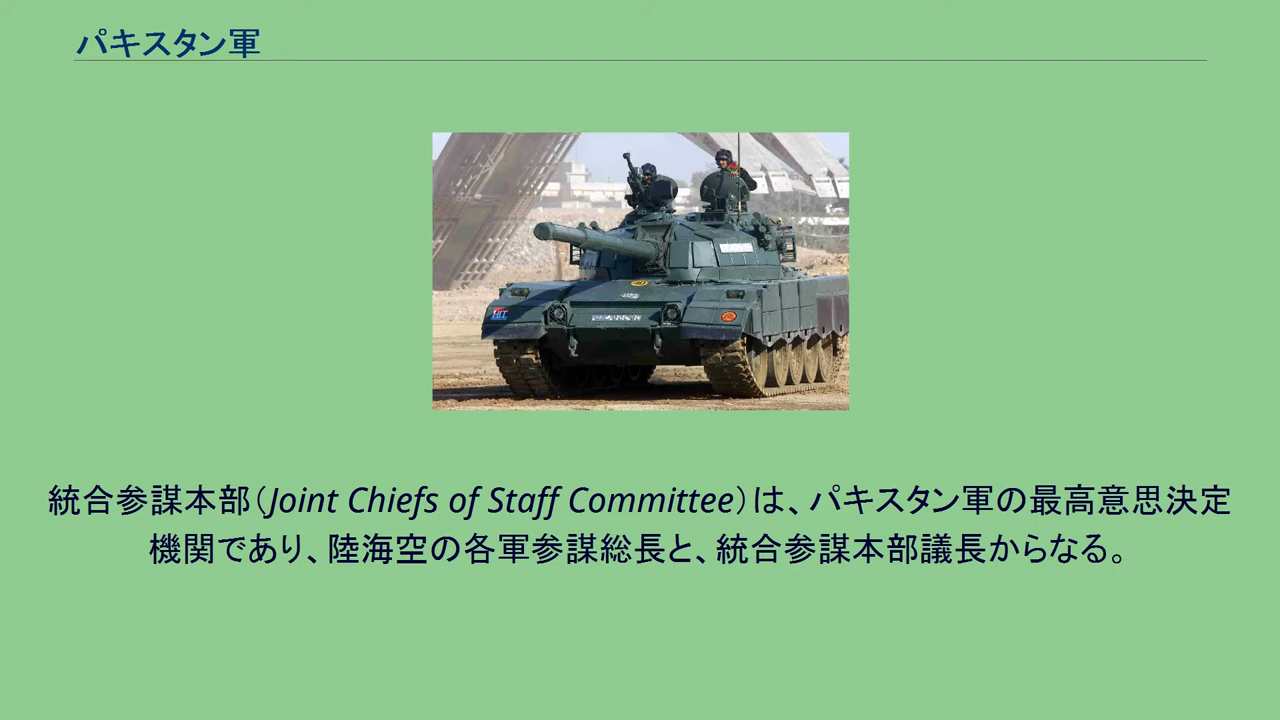 パキスタン軍
HIT
40
統合参謀本部（Joint Chiefs of Staff Committee）は、パキスタン軍の最高意思決定
機関であり、陸海空の各軍参謀総長と、統合参謀本部議長からなる。